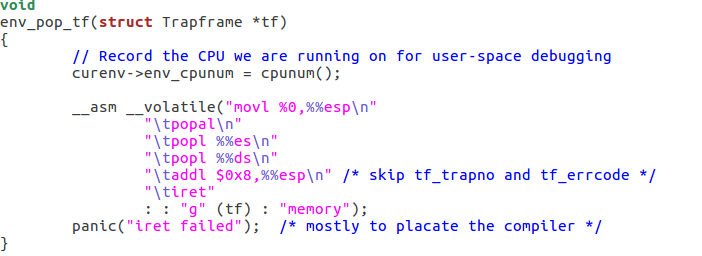 void
env_pop_tf(struct Trapframe *tf)
{
        // Record the CPU we are running on for user-space debugging
        curenv->env_cpunum = cpunum();

        __asm __volatile("movl %0,%%esp\n"
                "\tpopal\n"
                "\tpopl %%es\n"
                "\tpopl %%ds\n"
                "\taddl $0x8,%%esp\n" /* skip tf_trapno and tf_errcode */
                "\tiret"
                : : "g" (tf) : "memory");
        panic("iret failed");  /* mostly to placate the compiler */
}